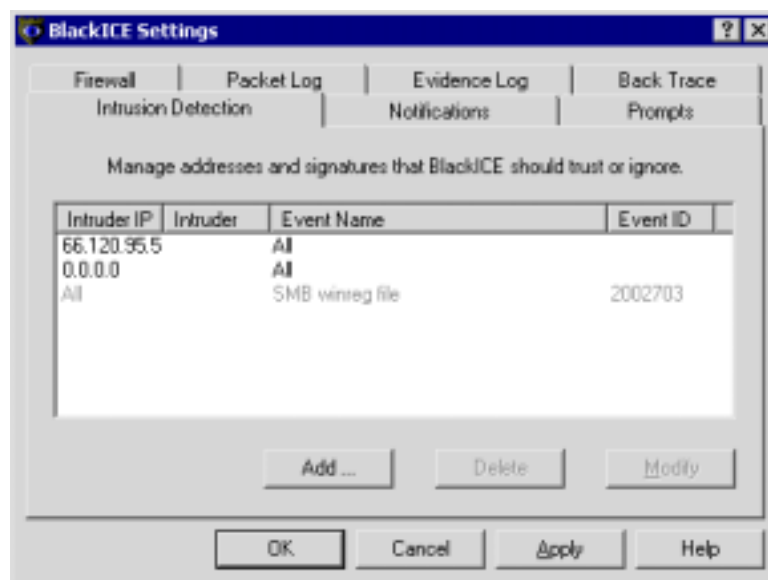 BlackICE Settings
Firewall Packet Log Evidence Log Back Trace
Intrusion Detection Notifications Prompts
Manage addresses and signatures that BlackICE should trust or ignore.
Intruder IP Intruder Event Name Event ID
66.120.95.5 All
0.0.0.0 All
All SMB winreg file 2002703
Add ... Delete Modify
OK Cancel Apply Help